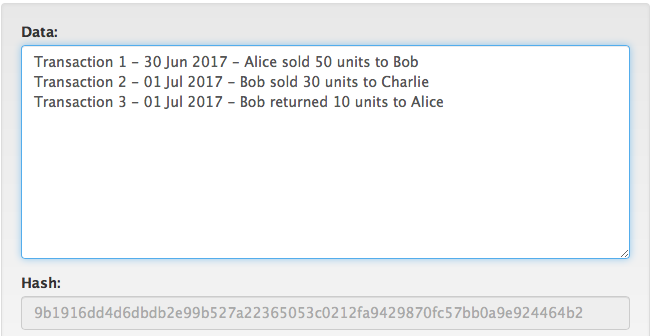 Data:
Transaction 1 – 30 Jun 2017 – Alice sold 50 units to Bob
Transaction 2 – 01 Jul 2017 – Bob sold 30 units to Charlie
Transaction 3 – 01 Jul 2017 – Bob returned 10 units to Alice
Hash:
9b1916dd4d6dbdb2e99b527a22365053c0212fa9429870fc57bb0a9e924464b2